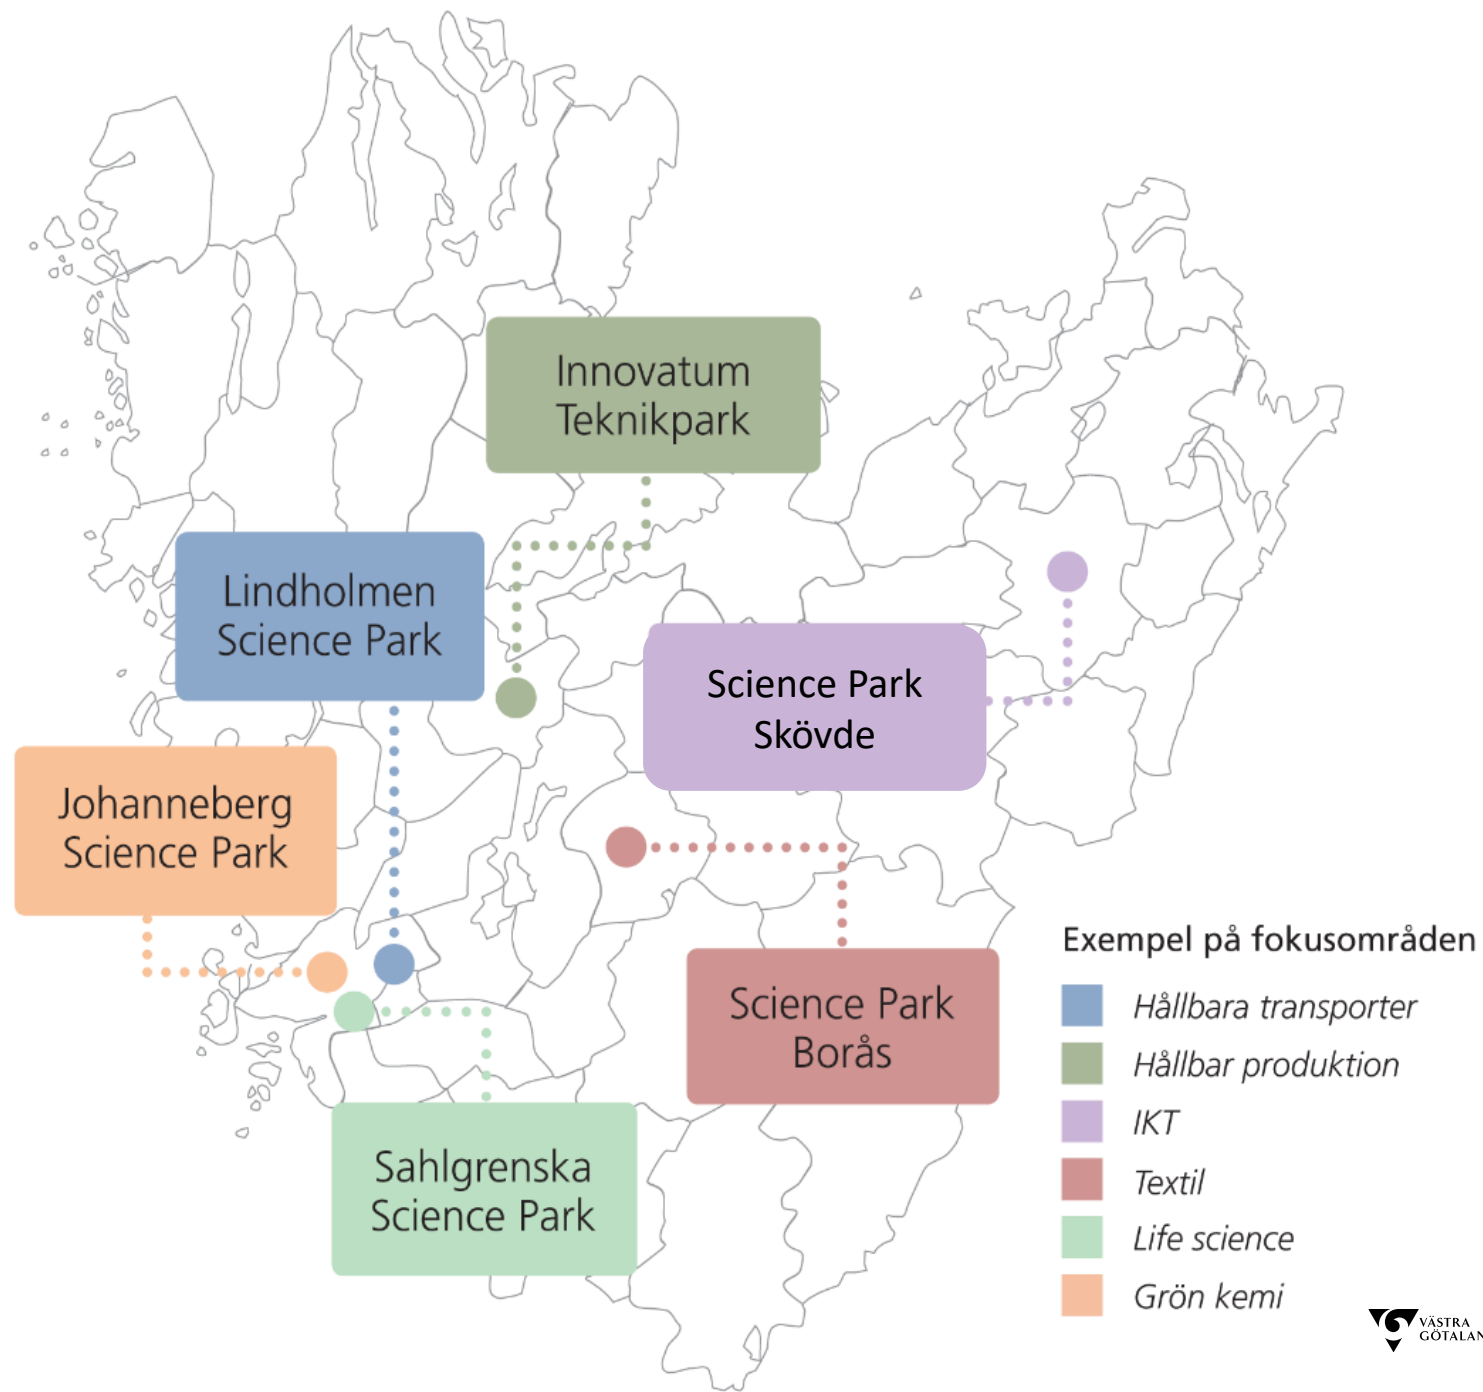 Innovatum
Teknikpark
Lindholmen
Science Park
Science Park
Skövde
Johanneberg
Science Park
Science Park
Borås
Sahlgrenska
Science Park
Exempel på fokusområden
Hållbara transporter
Hållbar produktion
IKT
Textil
Life science
Grön kemi
VÄSTRA